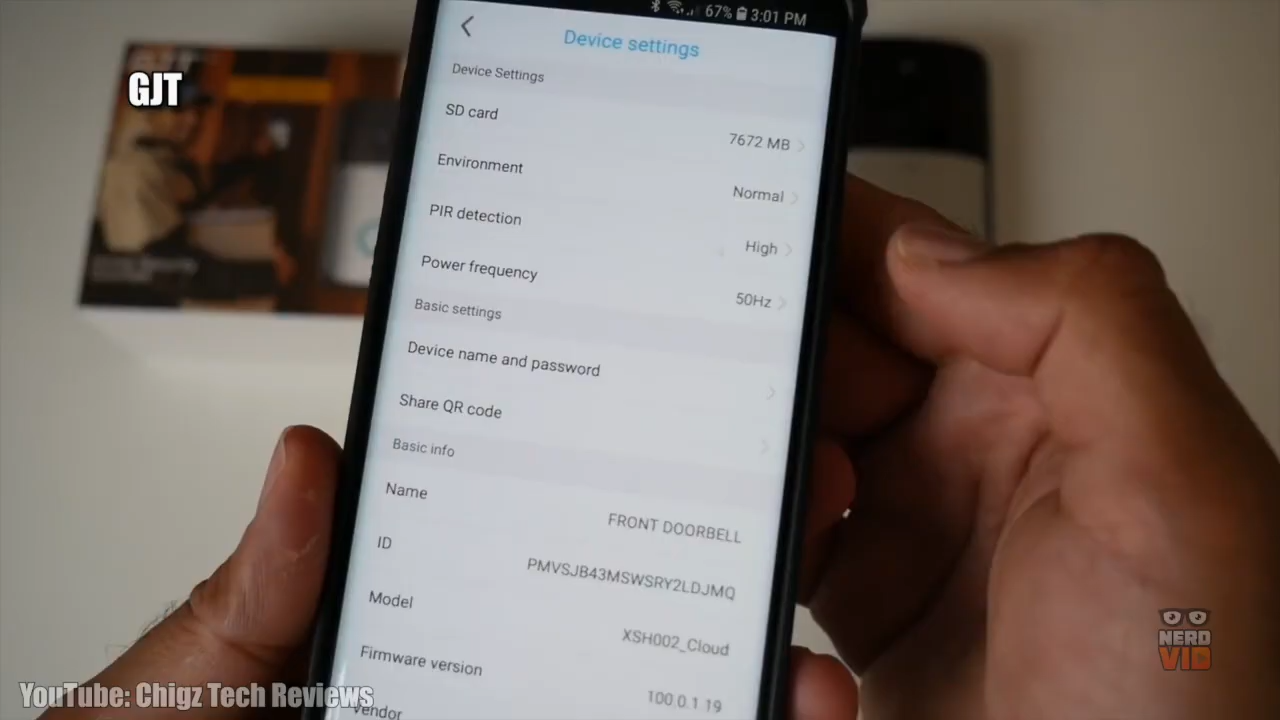 67% 3:01 PM
Device settings
GJT
Device Settings
SD card
7672 MB
Environment
Normal
PIR detection
High
Power frequency
50Hz
Basic settings
Device name and password
Share QR code
Basic info
Name
FRONT DOORBELL
ID
PMVSJB43MSWSRY2LDJMQ
Model
XSH002_Cloud
Firmware version
100.0.1.19
Vendor
NERD
VID
YouTube: Chigz Tech Reviews